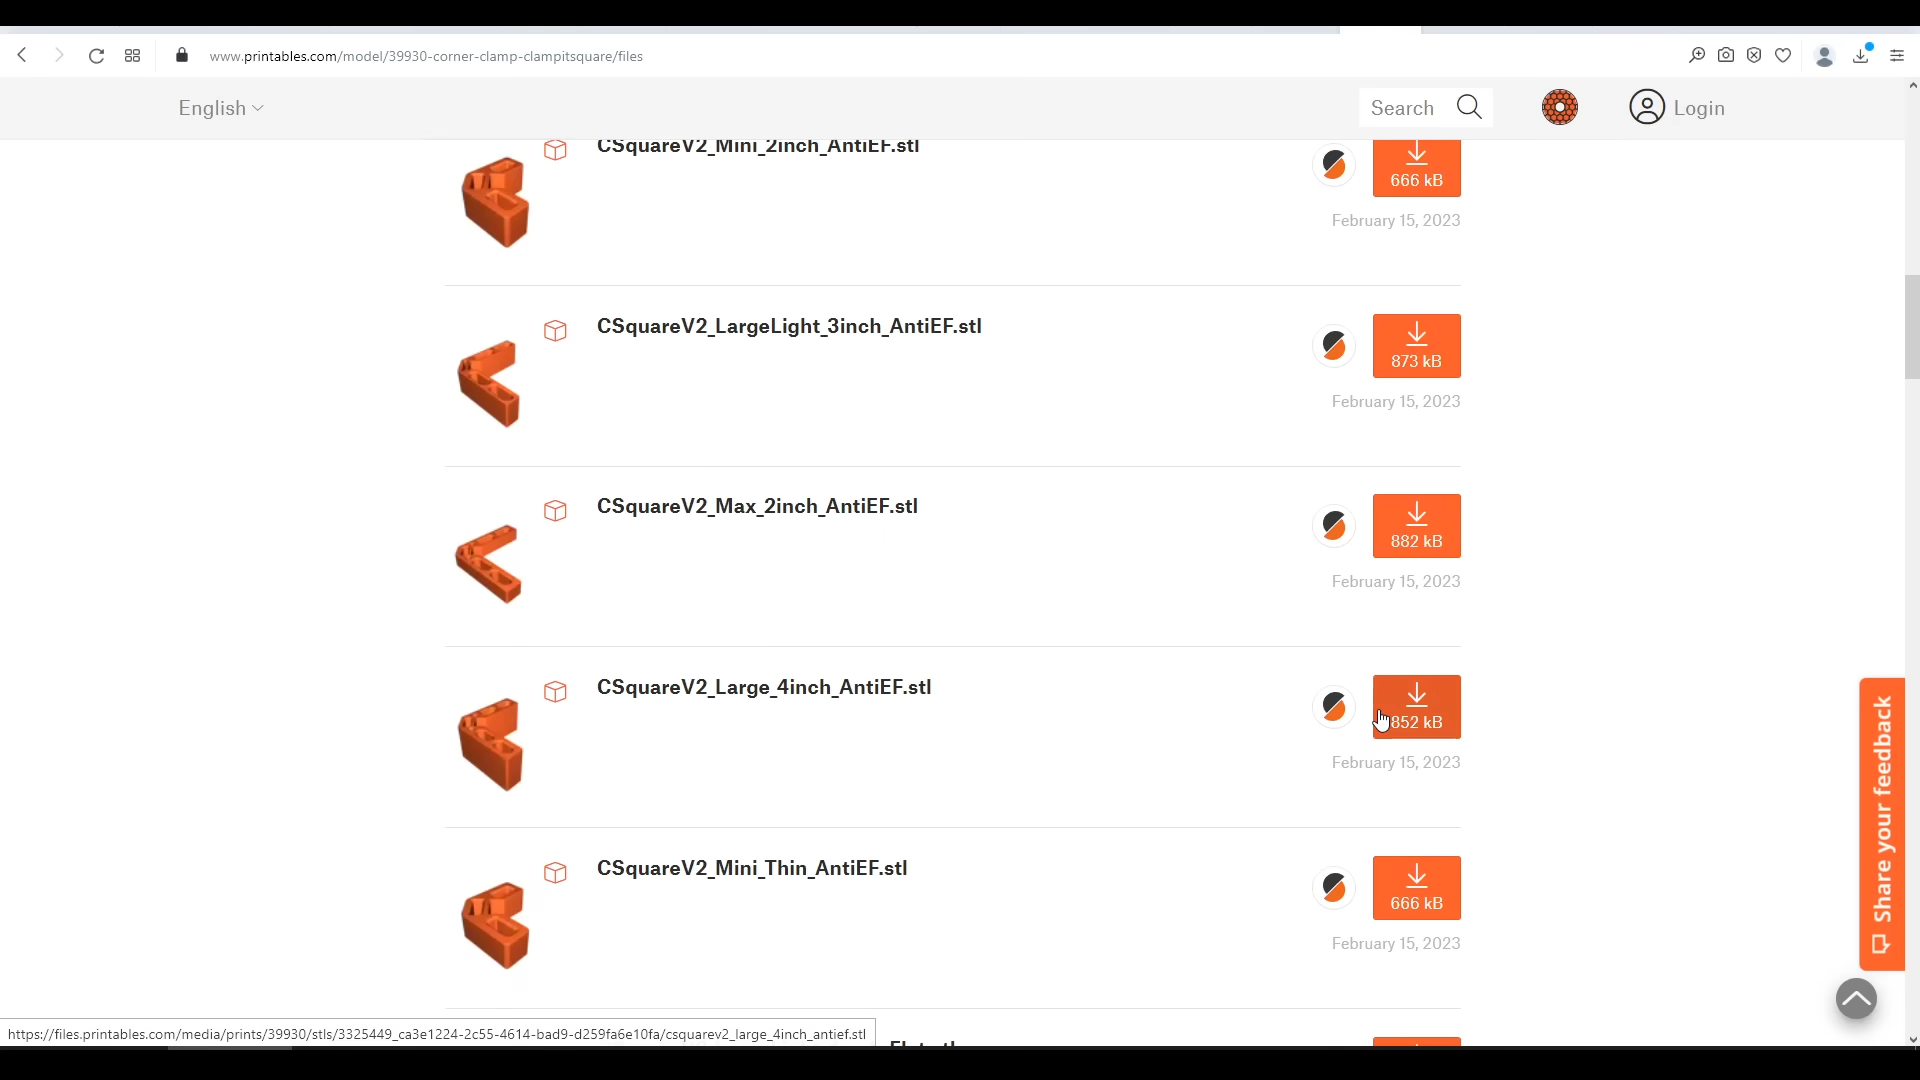 www.printables.com/model/39930-corner-clamp-clampitsquare/files
English
Search
Login
CSquareV2_Mini_2inch_AntiEF.stl
666 kB
February 15, 2023
CSquareV2_LargeLight_3inch_AntiEF.stl
873 kB
February 15, 2023
CSquareV2_Max_2inch_AntiEF.stl
882 kB
February 15, 2023
CSquareV2_Large_4inch_AntiEF.stl
852 kB
February 15, 2023
CSquareV2_Mini_Thin_AntiEF.stl
666 kB
February 15, 2023
Share your feedback
https://files.printables.com/media/prints/39930/stls/3325449_ca3e1224-2c55-4614-bad9-d259fa6e10fa/csquarev2_large_4inch_antief.stl